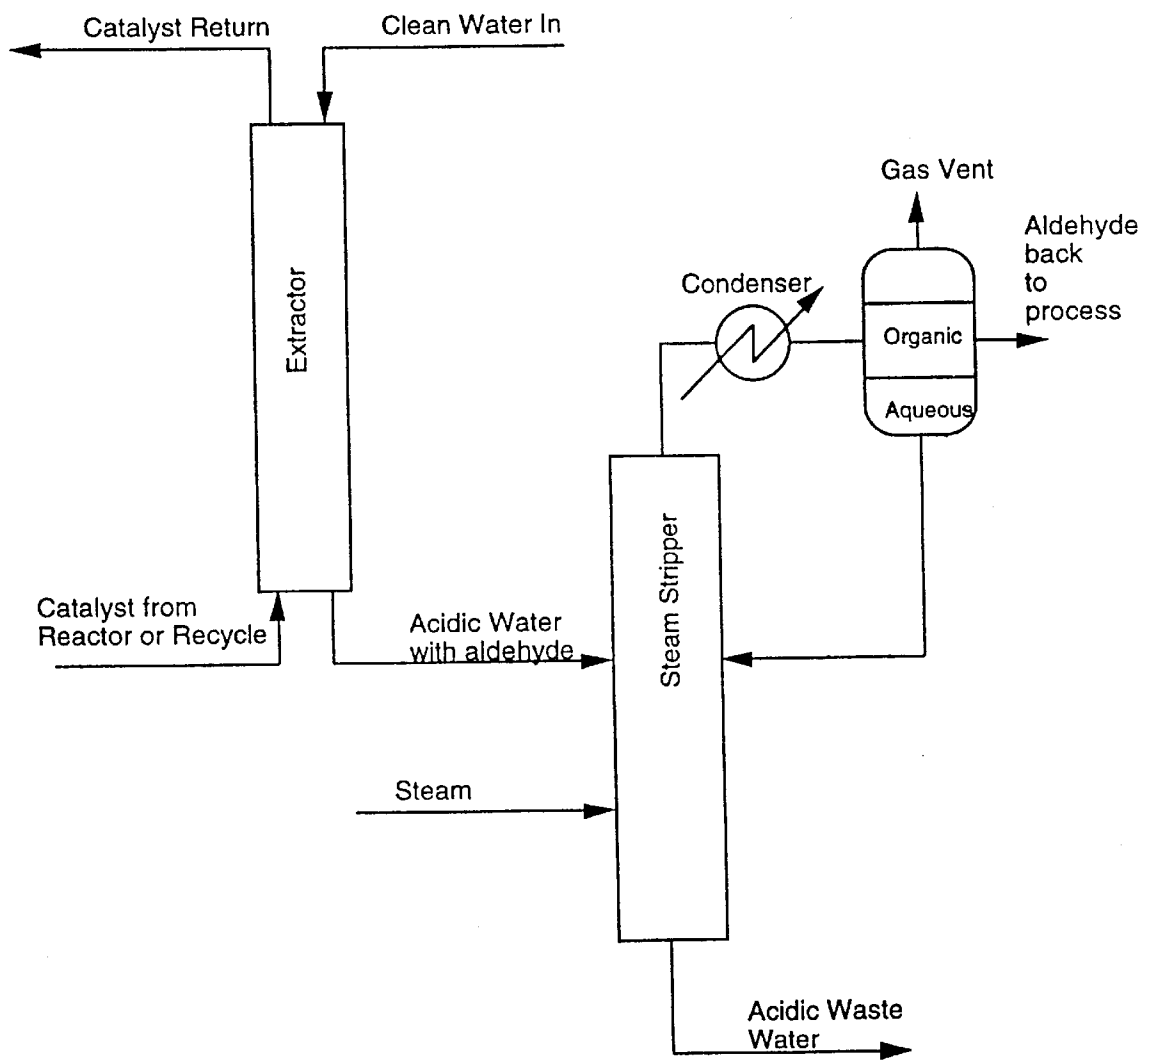 Catalyst Return
Clean Water In
Gas Vent
Aldehyde
back
to
process
Condenser
Extractor
Organic
Aqueous
Steam Stripper
Catalyst from
Reactor or Recycle
Acidic Water
with aldehyde
Steam
Acidic Waste
Water